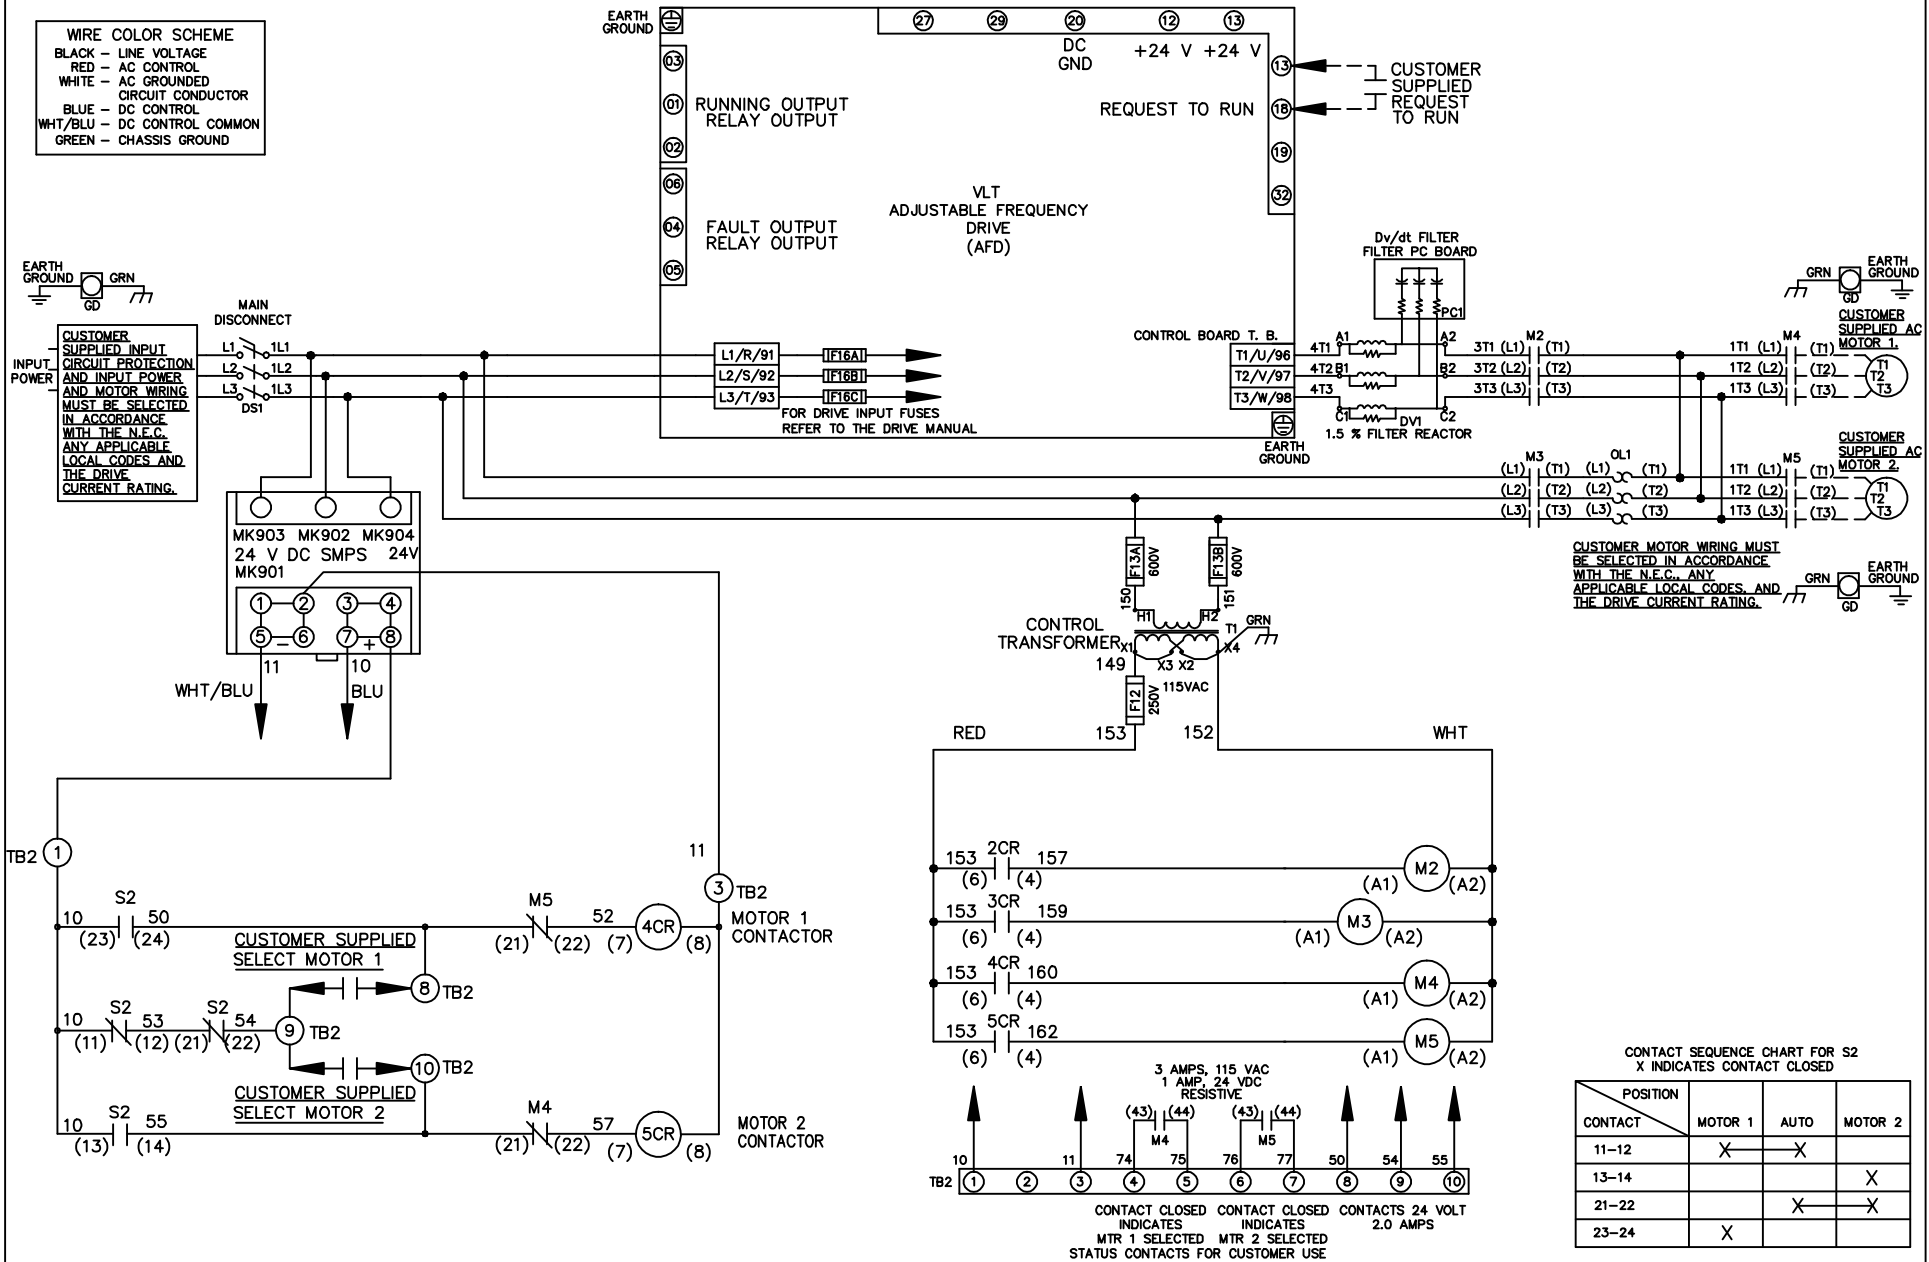 WIRE COLOR SCHEME
BLACK – LINE VOLTAGE
RED – AC CONTROL
WHITE – AC GROUNDED
CIRCUIT CONDUCTOR
BLUE – DC CONTROL
WHT/BLU – DC CONTROL COMMON
GREEN – CHASSIS GROUND
EARTH
GROUND
27 29 20 12 13
DC
GND
+24 V +24 V
03
01
02
RUNNING OUTPUT
RELAY OUTPUT
06
04
05
FAULT OUTPUT
RELAY OUTPUT
13
18
19
32
REQUEST TO RUN
CUSTOMER
SUPPLIED
REQUEST
TO RUN
VLT
ADJUSTABLE FREQUENCY
DRIVE
(AFD)
EARTH
GROUND
GRN
GD
INPUT
POWER
CUSTOMER
SUPPLIED INPUT
CIRCUIT PROTECTION
AND INPUT POWER
AND MOTOR WIRING
MUST BE SELECTED
IN ACCORDANCE
WITH THE N.E.C.
ANY APPLICABLE
LOCAL CODES AND
THE DRIVE
CURRENT RATING.
MAIN
DISCONNECT
L1 1L1
L2 1L2
L3 1L3
DS1
L1/R/91 F16A
L2/S/92 F16B
L3/T/93 F16C
FOR DRIVE INPUT FUSES
REFER TO THE DRIVE MANUAL
CONTROL BOARD T. B.
T1/U/96
T2/V/97
T3/W/98
EARTH
GROUND
4T1 A1 A2
4T2 B1 B2
4T3 C1 C2
DV1
1.5 % FILTER REACTOR
Dv/dt FILTER
FILTER PC BOARD
PC1
M2
3T1 (L1) (T1)
3T2 (L2) (T2)
3T3 (L3) (T3)
M4
1T1 (L1) (T1)
1T2 (L2) (T2)
1T3 (L3) (T3)
T1
T2
T3
GRN
GD
EARTH
GROUND
CUSTOMER
SUPPLIED AC
MOTOR 1.
M3 OL1
(L1) (T1) (L1) (T1)
(L2) (T2) (L2) (T2)
(L3) (T3) (L3) (T3)
M5
1T1 (L1) (T1)
1T2 (L2) (T2)
1T3 (L3) (T3)
T1
T2
T3
CUSTOMER
SUPPLIED AC
MOTOR 2.
CUSTOMER MOTOR WIRING MUST
BE SELECTED IN ACCORDANCE
WITH THE N.E.C., ANY
APPLICABLE LOCAL CODES, AND
THE DRIVE CURRENT RATING.
GRN
GD
EARTH
GROUND
MK903 MK902 MK904
24 V DC SMPS 24V
MK901
1 2 3 4
5 – 6 7 + 8
11 10
WHT/BLU BLU
F13A 600V F13B 600V
150 151
H1 H2
CONTROL
TRANSFORMER
T1
GRN
X1 X3 X2 X4
149
115VAC
F12 250V
153 152
RED WHT
TB2 1
11
3 TB2
S2
10 50
(23) (24)
M5
(21) (22)
52
(7) 4CR (8)
MOTOR 1
CONTACTOR
CUSTOMER SUPPLIED
SELECT MOTOR 1
8 TB2
S2 S2
10 53 54
(11) (12) (21) (22)
9 TB2
10 TB2
CUSTOMER SUPPLIED
SELECT MOTOR 2
S2
10 55
(13) (14)
M4
(21) (22)
57
(7) 5CR (8)
MOTOR 2
CONTACTOR
2CR
153 157
(6) (4)
M2
(A1) (A2)
3CR
153 159
(6) (4)
M3
(A1) (A2)
4CR
153 160
(6) (4)
M4
(A1) (A2)
5CR
153 162
(6) (4)
M5
(A1) (A2)
3 AMPS, 115 VAC
1 AMP, 24 VDC
RESISTIVE
(43) (44) (43) (44)
M4 M5
10 11 74 75 76 77 50 54 55
TB2 1 2 3 4 5 6 7 8 9 10
CONTACT CLOSED
INDICATES
MTR 1 SELECTED
CONTACT CLOSED
INDICATES
MTR 2 SELECTED
STATUS CONTACTS FOR CUSTOMER USE
CONTACTS 24 VOLT
2.0 AMPS
CONTACT SEQUENCE CHART FOR S2
X INDICATES CONTACT CLOSED
POSITION
CONTACT MOTOR 1 AUTO MOTOR 2
11–12 X X
13–14 X
21–22 X X
23–24 X